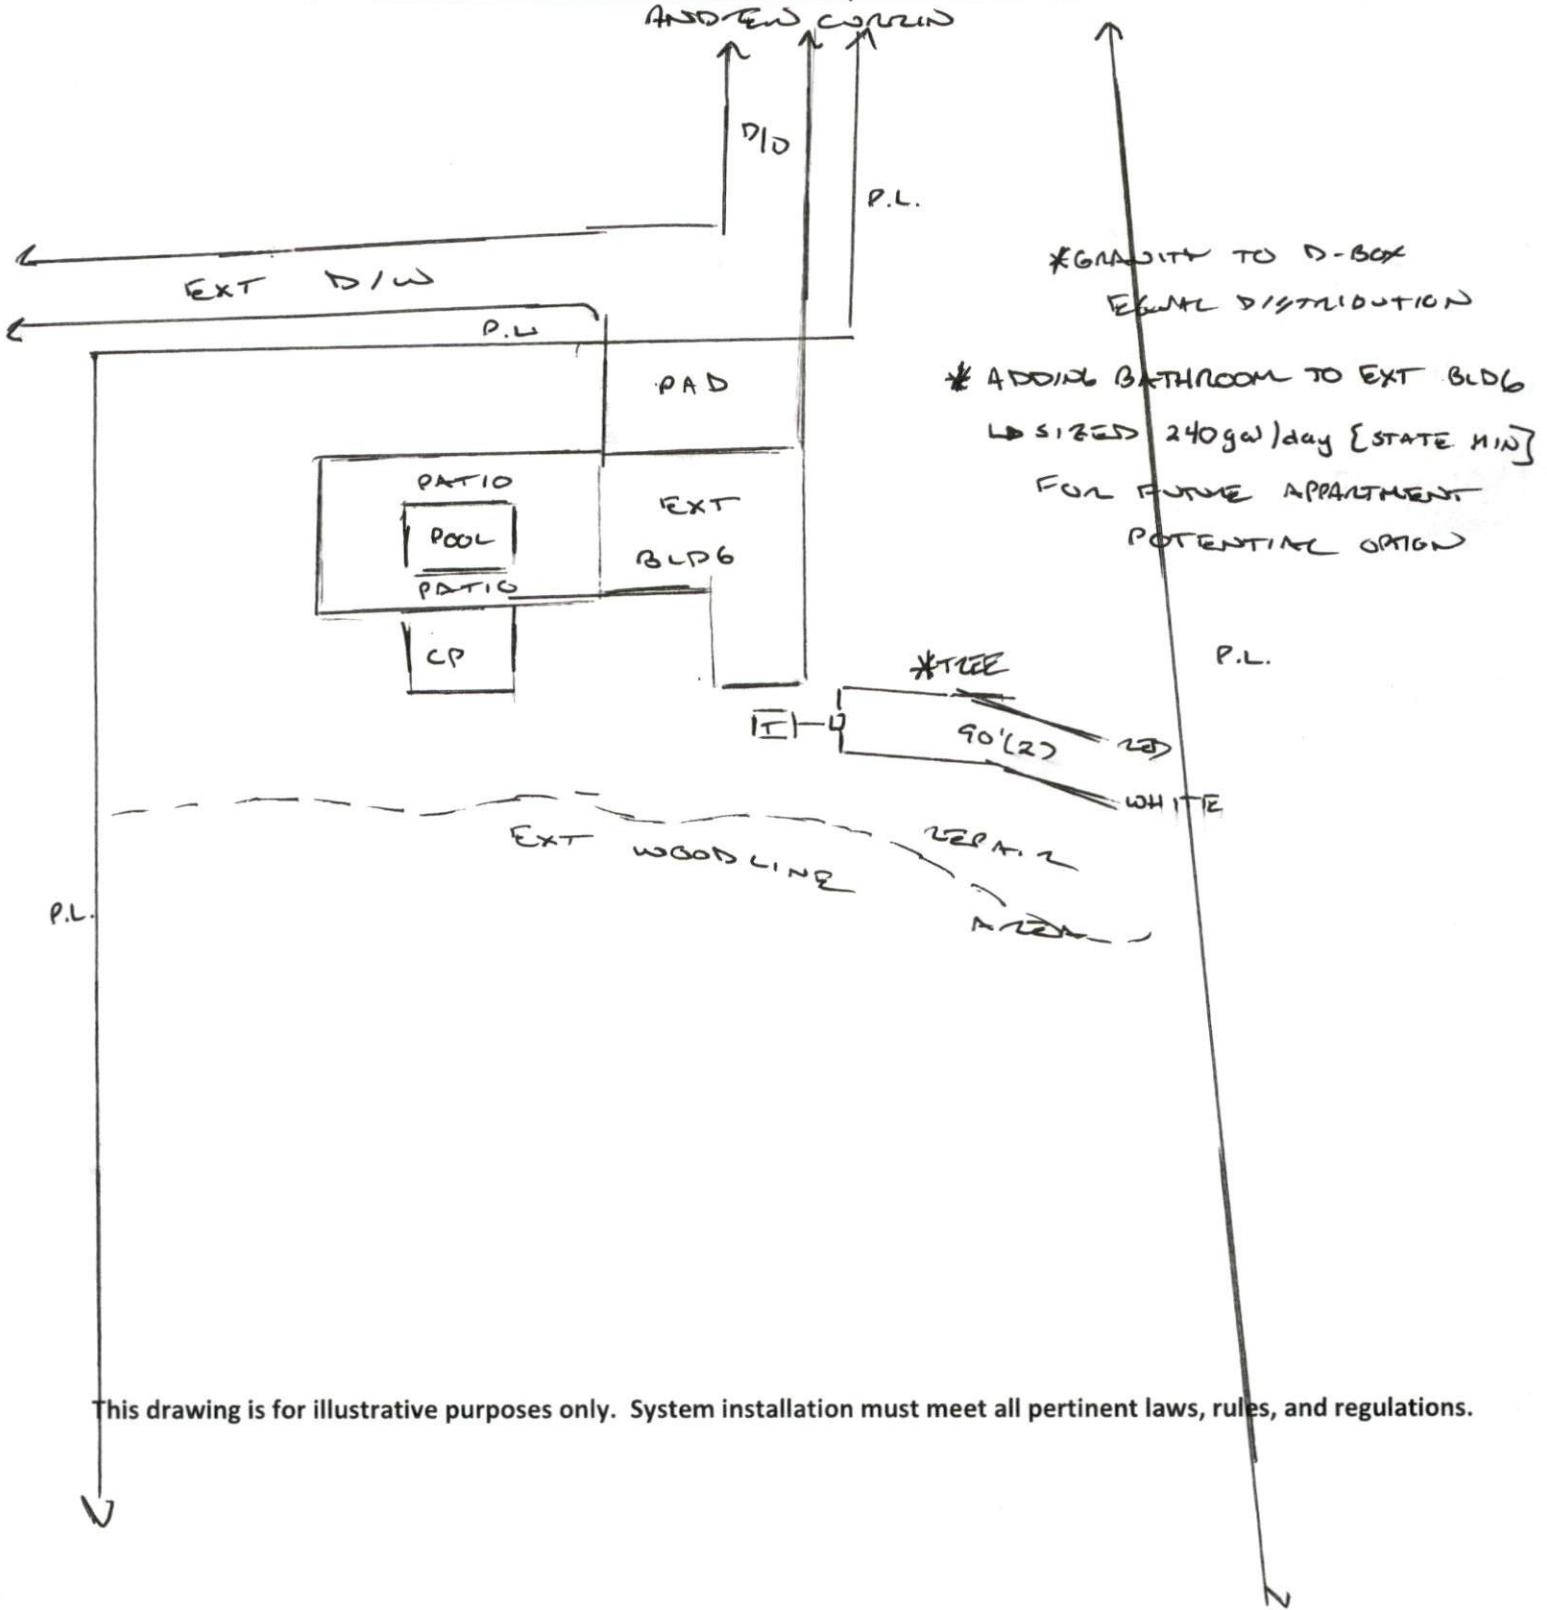 ANDREW CORRIN
D/D
P.L.
*GRAVITY TO D-BOX
EQUAL DISTRIBUTION
EXT D/W
P.L
PAD
* ADDING BATHROOM TO EXT BLDG
SIZED 240 gal/day [STATE MIN]
FOR FUTURE APPARTMENT
POTENTIAL OPTION
PATIO
POOL
PATIO
EXT
BLDG
CP
*TREE
P.L.
T
90'(2)
RED
WHITE
EXT WOODLINE
REPAIR
AREA
P.L.
This drawing is for illustrative purposes only. System installation must meet all pertinent laws, rules, and regulations.